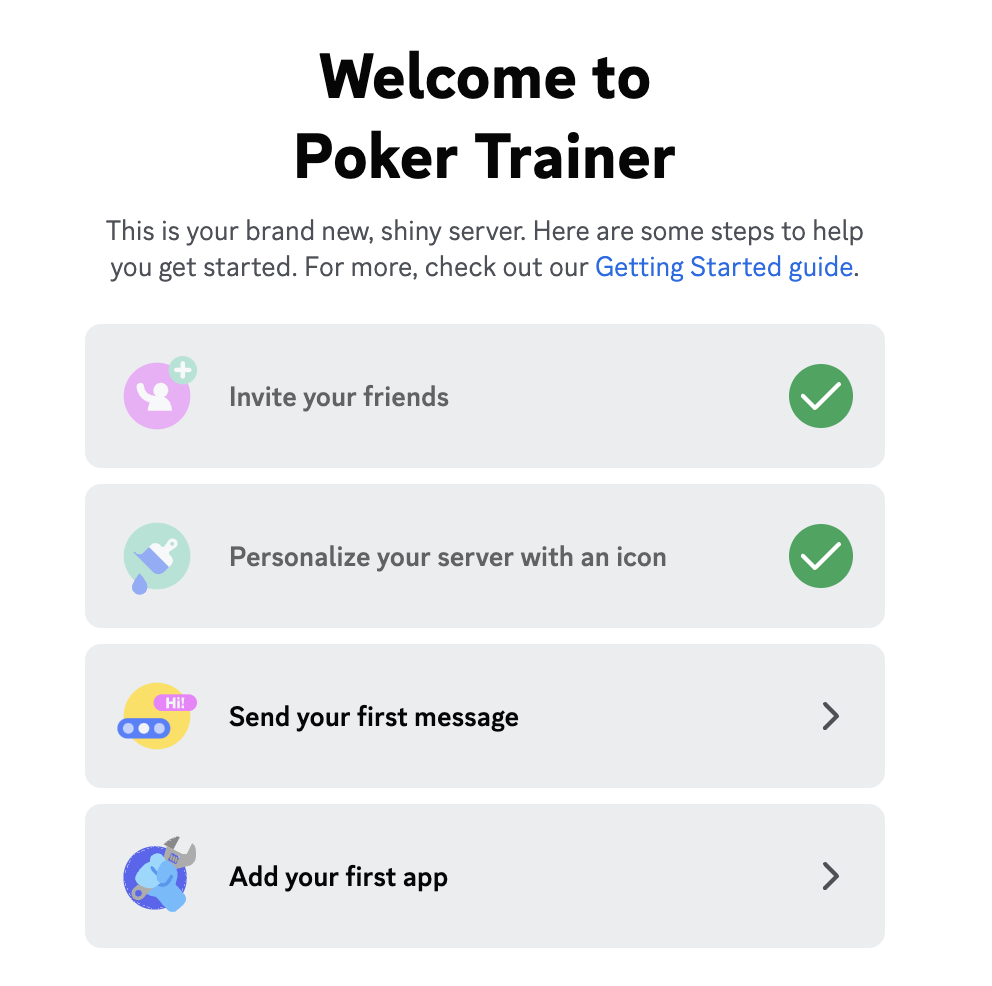 Welcome to
Poker Trainer
This is your brand new, shiny server. Here are some steps to help
you get started. For more, check out our Getting Started guide.
Invite your friends
Personalize your server with an icon
Hi!
Send your first message
Add your first app